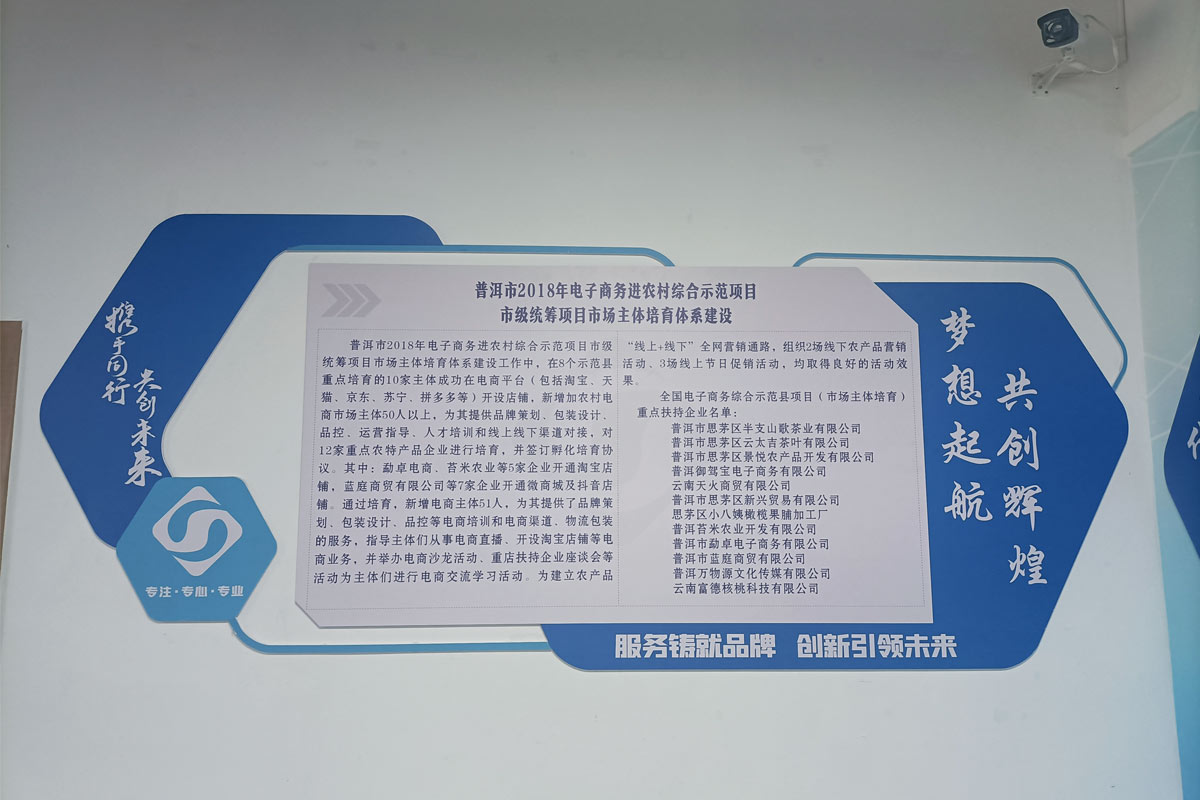 携手同行
共创未来
专注·专心·专业
普洱市2018年电子商务进农村综合示范项目
市级统筹项目市场主体培育体系建设
普洱市2018年电子商务进农村综合示范项目市级
统筹项目市场主体培育体系建设工作中，在8个示范县
重点培育的10家主体成功在电商平台（包括淘宝、天
猫、京东、苏宁、拼多多等）开设店铺，新增加农村电
商市场主体50人以上，为其提供品牌策划、包装设计、
品控、运营指导、人才培训和线上线下渠道对接，对
12家重点农特产品企业进行培育，并签订孵化培育协
议。其中：勐卓电商、苔米农业等5家企业开通淘宝店
铺，蓝庭商贸有限公司等7家企业开通微商城及抖音店
铺。通过培育，新增电商主体51人，为其提供了品牌策
划、包装设计、品控等电商培训和电商渠道、物流包装
的服务，指导主体们从事电商直播、开设淘宝店铺等电
商业务，并举办电商沙龙活动、重店扶持企业座谈会等
活动为主体们进行电商交流学习活动。为建立农产品
“线上+线下”全网营销通路，组织2场线下农产品营销
活动、3场线上节日促销活动，均取得良好的活动效
果。
全国电子商务综合示范县项目（市场主体培育）
重点扶持企业名单：
普洱市思茅区半支山歌茶业有限公司
普洱市思茅区云太吉茶叶有限公司
普洱市思茅区景悦农产品开发有限公司
普洱御驾宝电子商务有限公司
云南天火商贸有限公司
普洱市思茅区新兴贸易有限公司
思茅区小八姨橄榄果脯加工厂
普洱苔米农业开发有限公司
普洱市勐卓电子商务有限公司
普洱市蓝庭商贸有限公司
普洱万物源文化传媒有限公司
云南富德核桃科技有限公司
梦想起航
共创辉煌
服务铸就品牌 创新引领未来